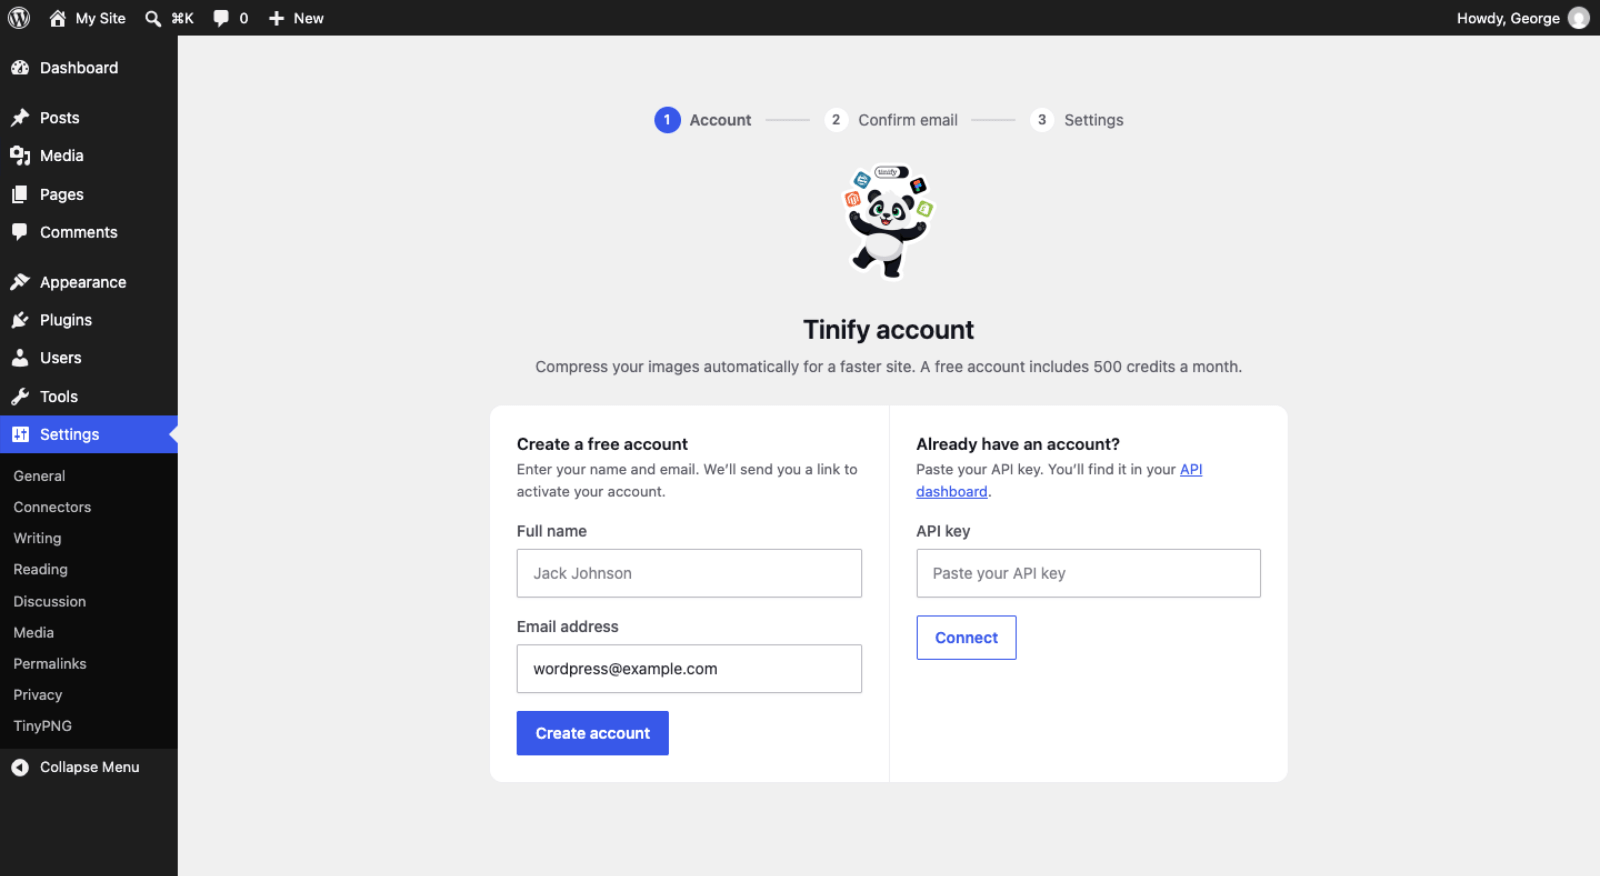 My Site
⌘K
0
New
Howdy, George
Dashboard
Posts
Media
Pages
Comments
Appearance
Plugins
Users
Tools
Settings
General
Connectors
Writing
Reading
Discussion
Media
Permalinks
Privacy
TinyPNG
Collapse Menu
1 Account
2 Confirm email
3 Settings
tinify
Tinify account
Compress your images automatically for a faster site. A free account includes 500 credits a month.
Create a free account
Enter your name and email. We’ll send you a link to
activate your account.
Full name
Jack Johnson
Email address
wordpress@example.com
Create account
Already have an account?
Paste your API key. You’ll find it in your API
dashboard.
API key
Paste your API key
Connect